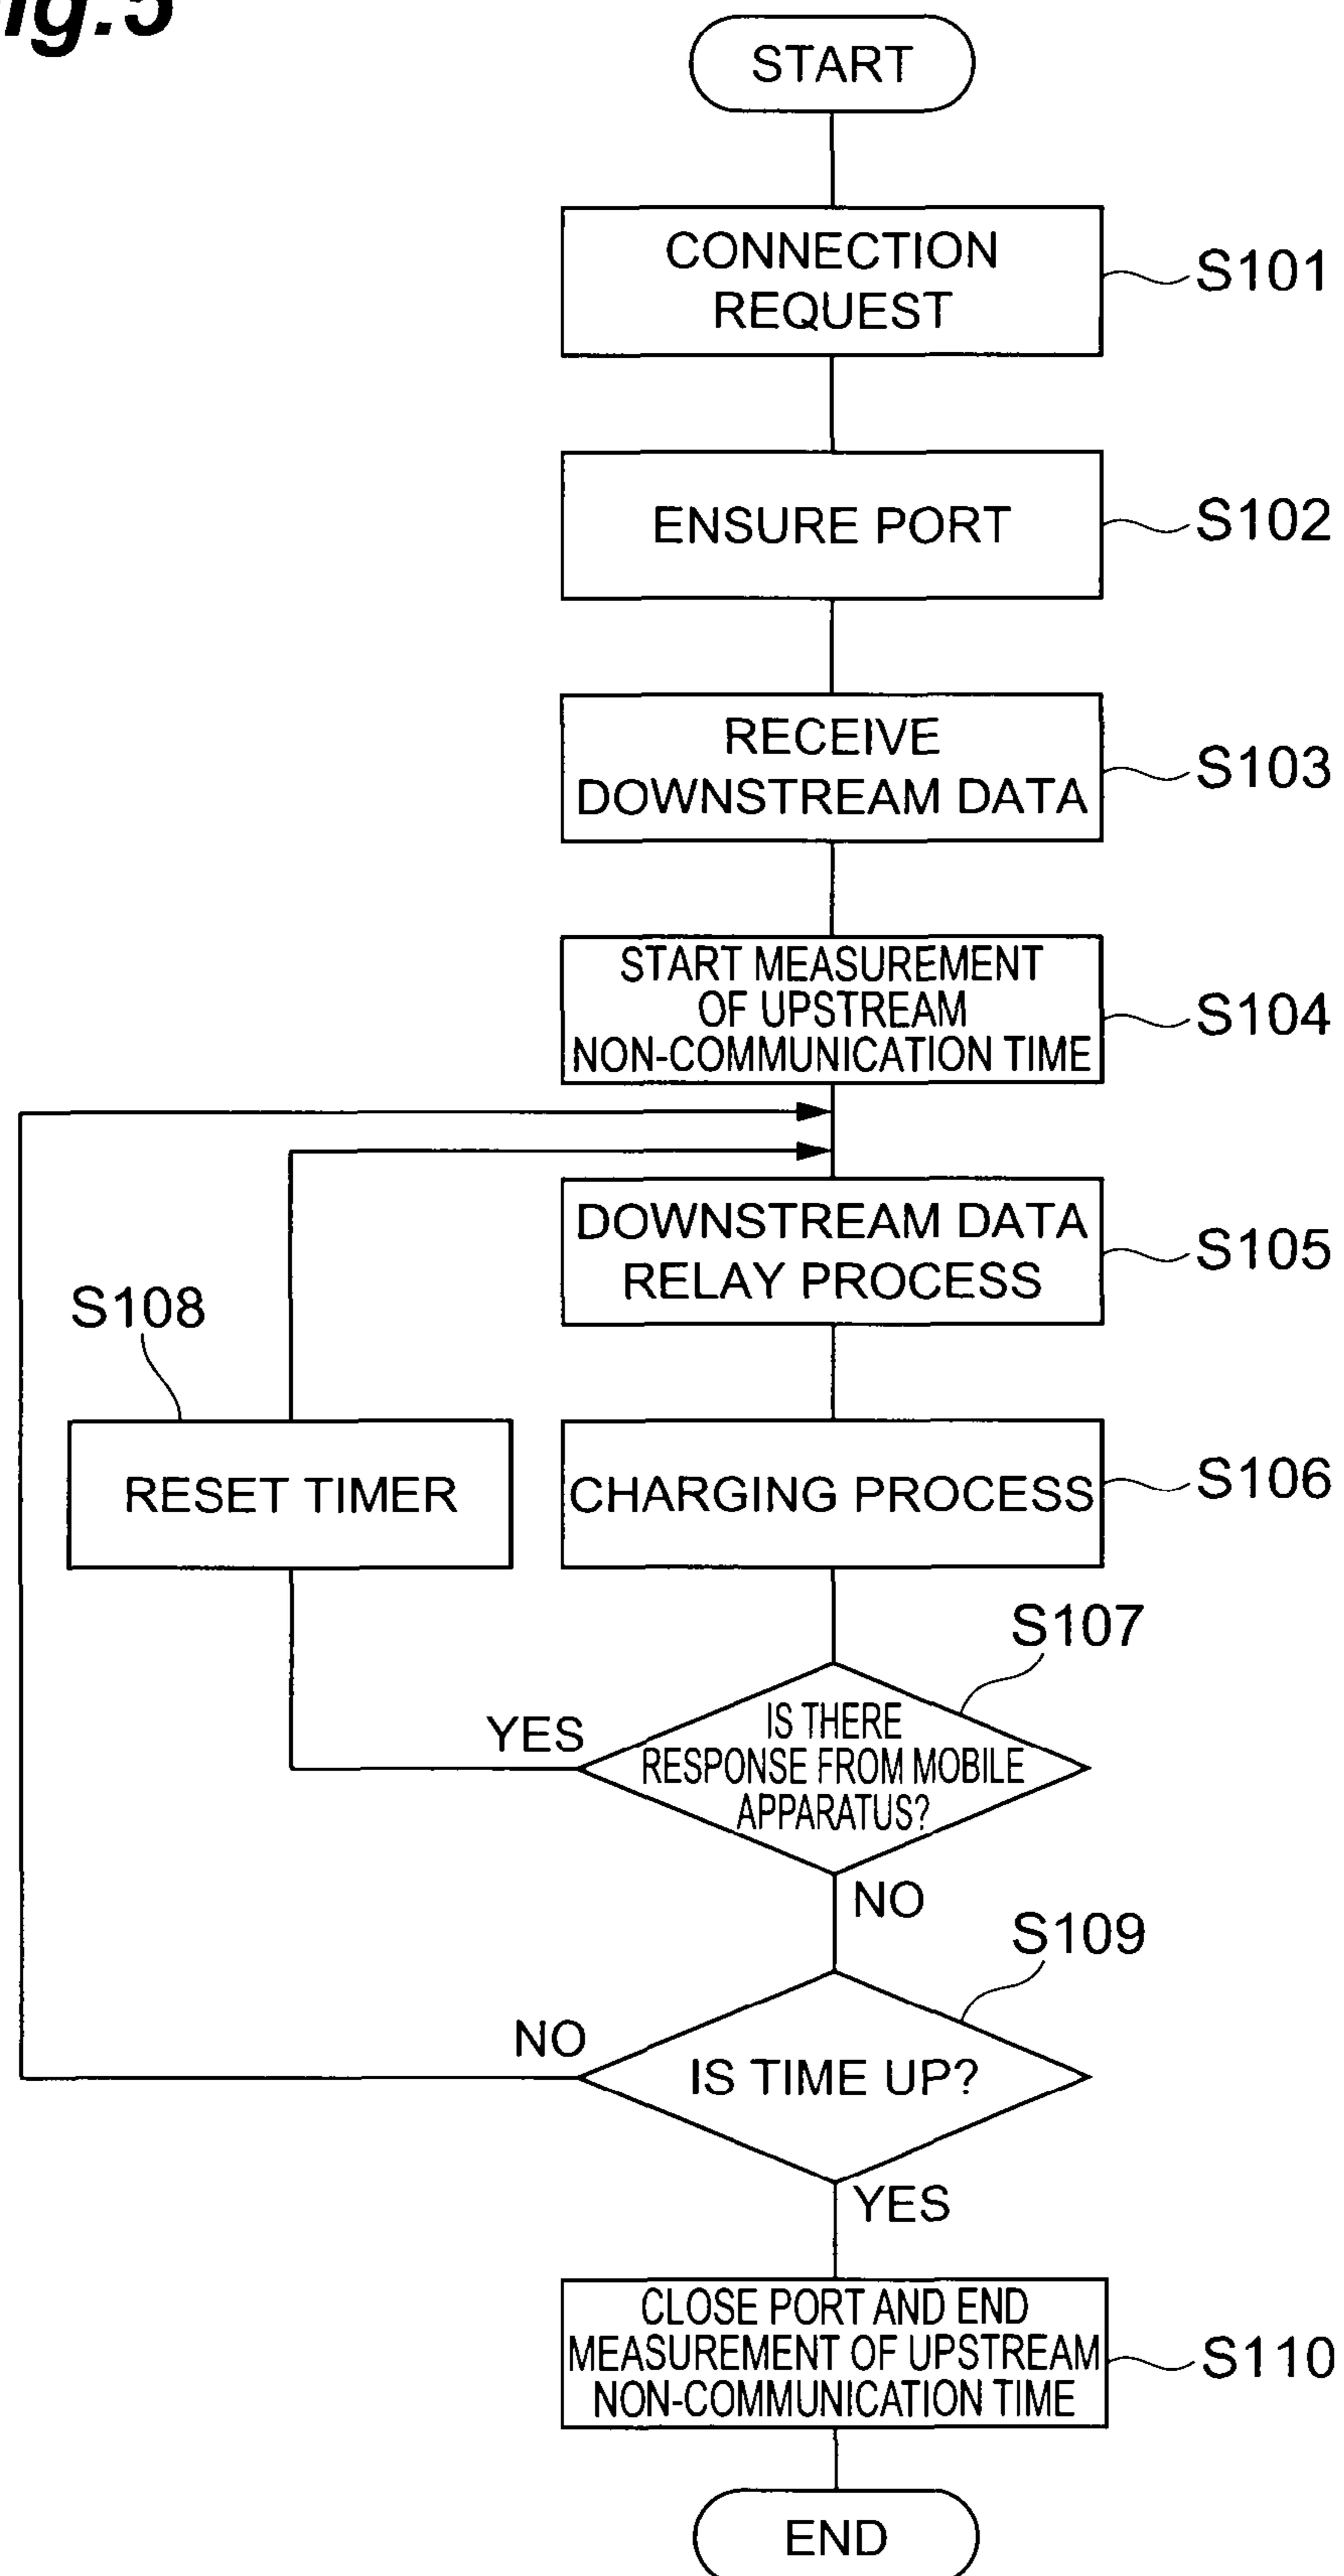 ig.5
START
CONNECTION
REQUEST
S101
ENSURE PORT
S102
RECEIVE
DOWNSTREAM DATA
S103
START MEASUREMENT
OF UPSTREAM
NON-COMMUNICATION TIME
S104
DOWNSTREAM DATA
RELAY PROCESS
S105
S108
RESET TIMER
CHARGING PROCESS
S106
S107
YES
IS THERE
RESPONSE FROM MOBILE
APPARATUS?
NO
S109
NO
IS TIME UP?
YES
CLOSE PORT AND END
MEASUREMENT OF UPSTREAM
NON-COMMUNICATION TIME
S110
END